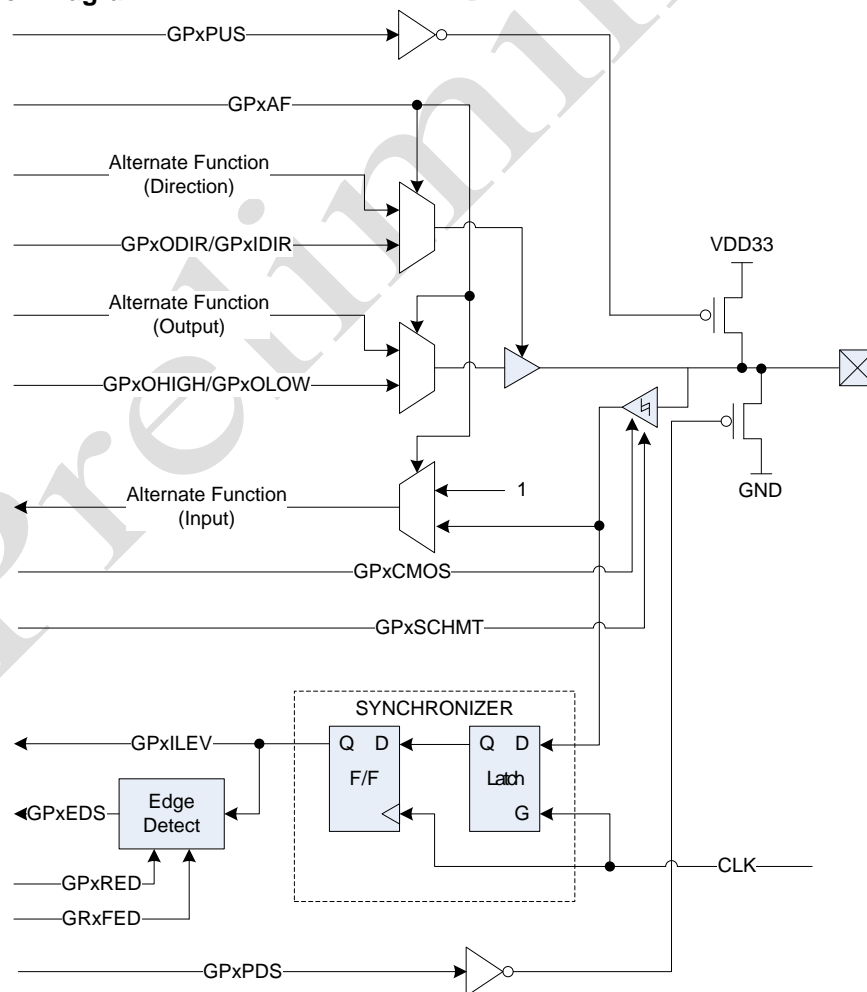 GPxPUS
GPxAF
Alternate Function
(Direction)
GPxODIR/GPxIDIR
VDD33
Alternate Function
(Output)
GPxOHIGH/GPxOLOW
GND
1
Alternate Function
(Input)
GPxCMOS
GPxSCHMT
SYNCHRONIZER
GPxILEV
Q D
F/F
Q D
Latch
G
GPxEDS
Edge
Detect
CLK
GPxRED
GRxFED
GPxPDS